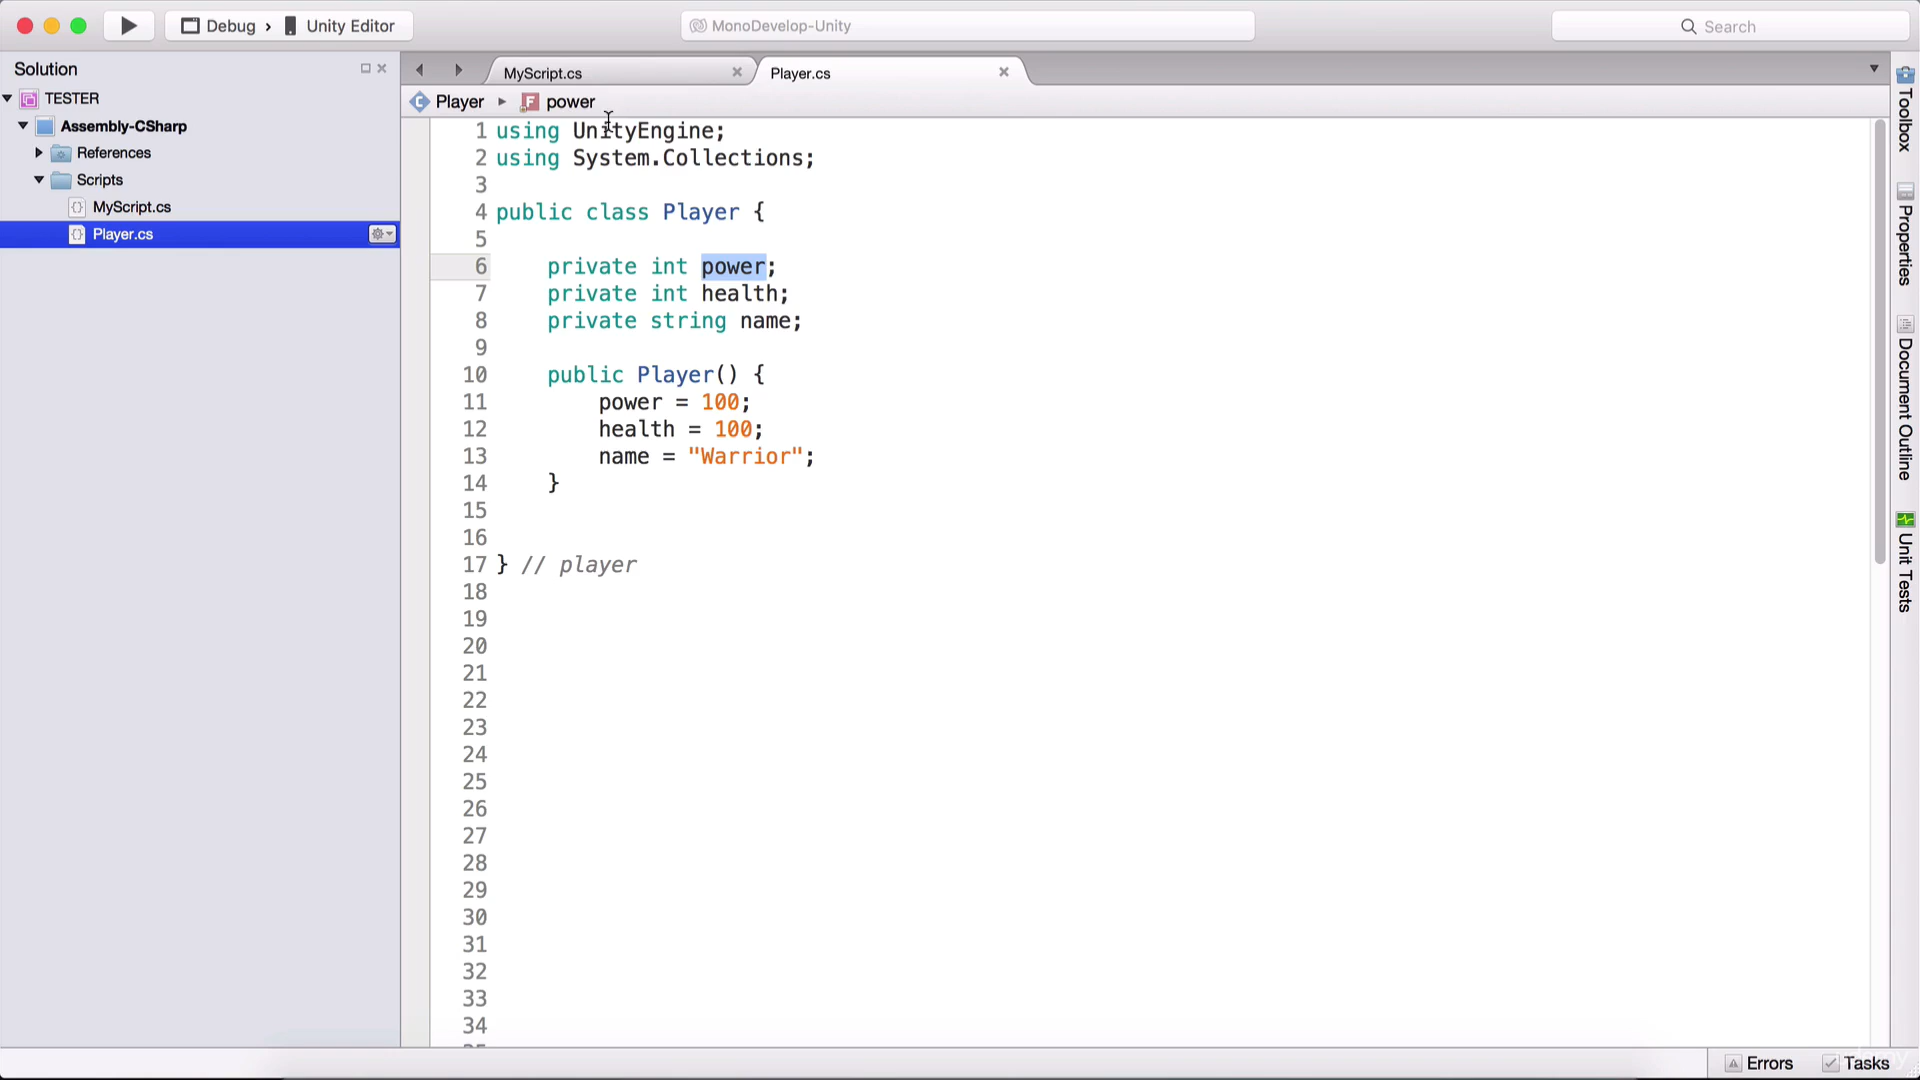 Debug › Unity Editor
MonoDevelop-Unity
Search
Solution
TESTER
Assembly-CSharp
References
Scripts
MyScript.cs
Player.cs
MyScript.cs
Player.cs
Player
power
1 using UnityEngine;
2 using System.Collections;
3
4 public class Player {
5
6 private int power;
7 private int health;
8 private string name;
9
10 public Player() {
11 power = 100;
12 health = 100;
13 name = "Warrior";
14 }
15
16
17 } // player
18
19
20
21
22
23
24
25
26
27
28
29
30
31
32
33
34
Toolbox
Properties
Document Outline
Unit Tests
Errors
Tasks